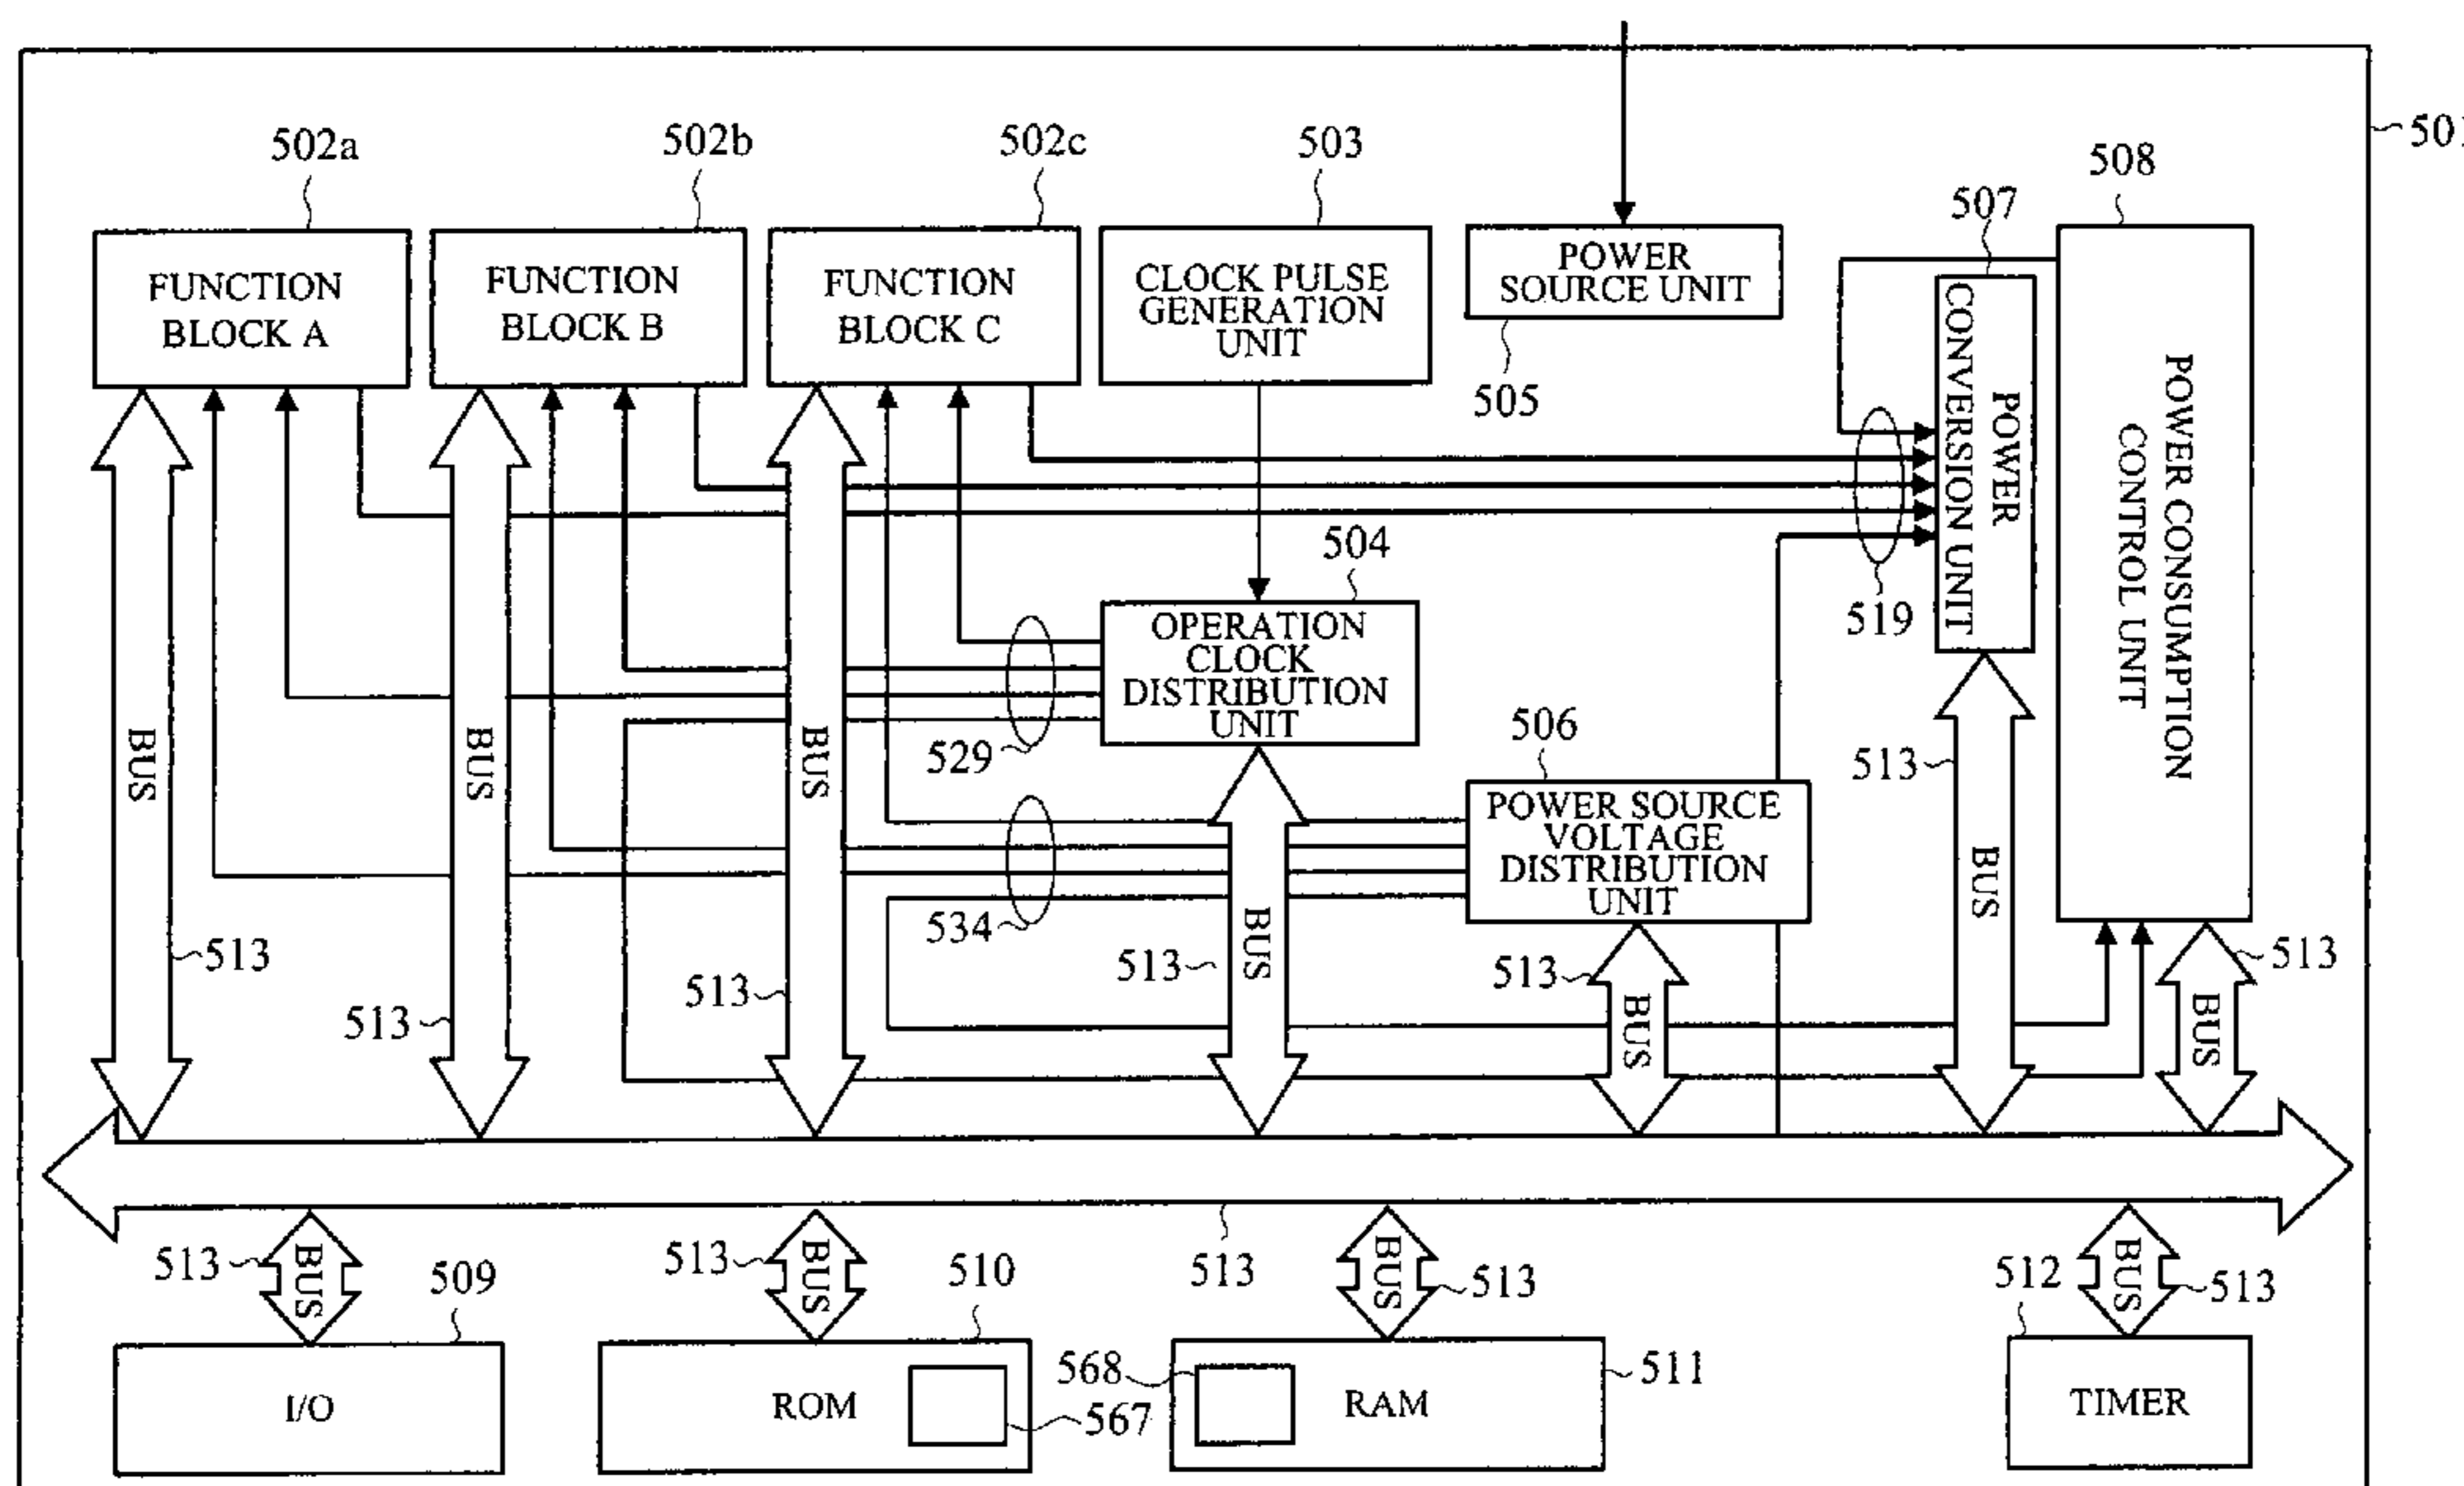 501
502a
502b
502c
503
508
507
FUNCTION
BLOCK A
FUNCTION
BLOCK B
FUNCTION
BLOCK C
CLOCK PULSE
GENERATION
UNIT
POWER
SOURCE UNIT
505
POWER
CONVERSION UNIT
POWER CONSUMPTION
CONTROL UNIT
519
504
OPERATION
CLOCK
DISTRIBUTION
UNIT
529
506
POWER SOURCE
VOLTAGE
DISTRIBUTION
UNIT
534
BUS
513
BUS
513
BUS
513
BUS
513
BUS
513
BUS
513
BUS
513
513
BUS
513
509
I/O
BUS
513
510
ROM
567
BUS
513
511
568
RAM
BUS
513
512
TIMER